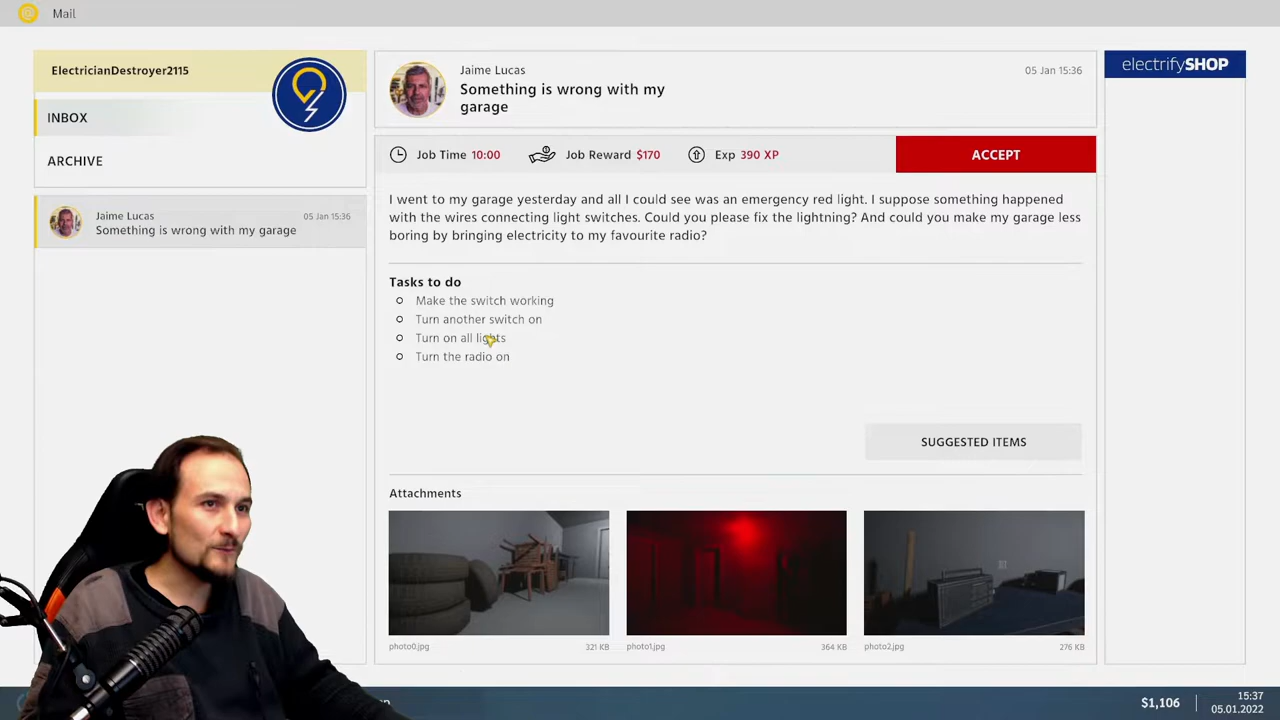 Mail
ElectricianDestroyer2115
INBOX
ARCHIVE
Jaime Lucas
05 Jan 15:36
Something is wrong with my garage
Jaime Lucas
05 Jan 15:36
Something is wrong with my
garage
Job Time 10:00
Job Reward $170
Exp 390 XP
ACCEPT
I went to my garage yesterday and all I could see was an emergency red light. I suppose something happened
with the wires connecting light switches. Could you please fix the lightning? And could you make my garage less
boring by bringing electricity to my favourite radio?
Tasks to do
Make the switch working
Turn another switch on
Turn on all lights
Turn the radio on
SUGGESTED ITEMS
Attachments
photo0.jpg
321 KB
photo1.jpg
364 KB
photo2.jpg
276 KB
electrifySHOP
$1,106
15:37
05.01.2022